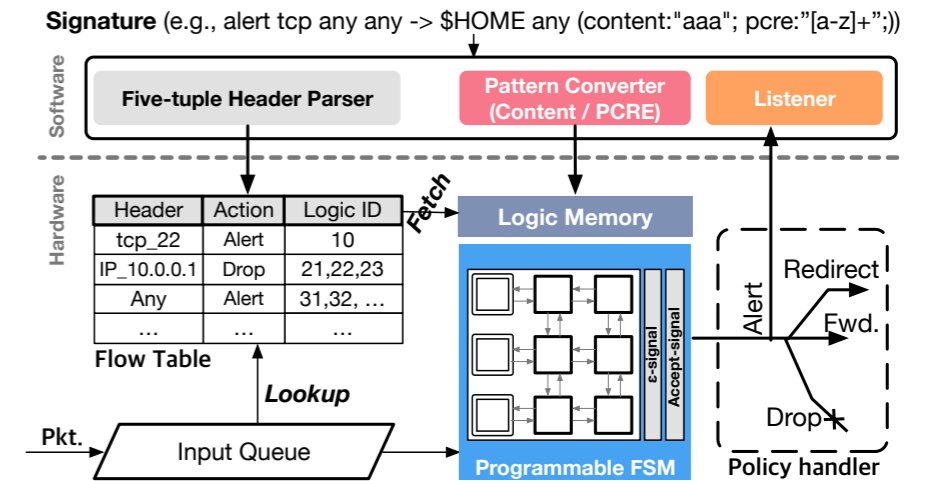 Signature (e.g., alert tcp any any -> $HOME any (content:"aaa"; pcre:”[a-z]+”;))
Software
Five-tuple Header Parser
Pattern Converter
(Content / PCRE)
Listener
Hardware
Header Action Logic ID
tcp_22 Alert 10
IP_10.0.0.1 Drop 21,22,23
Any Alert 31,32, ...
... ... ...
Flow Table
Fetch
Logic Memory
ε-signal
Accept-signal
Programmable FSM
Alert
Redirect
Fwd.
Drop
Policy handler
Lookup
Pkt.
Input Queue